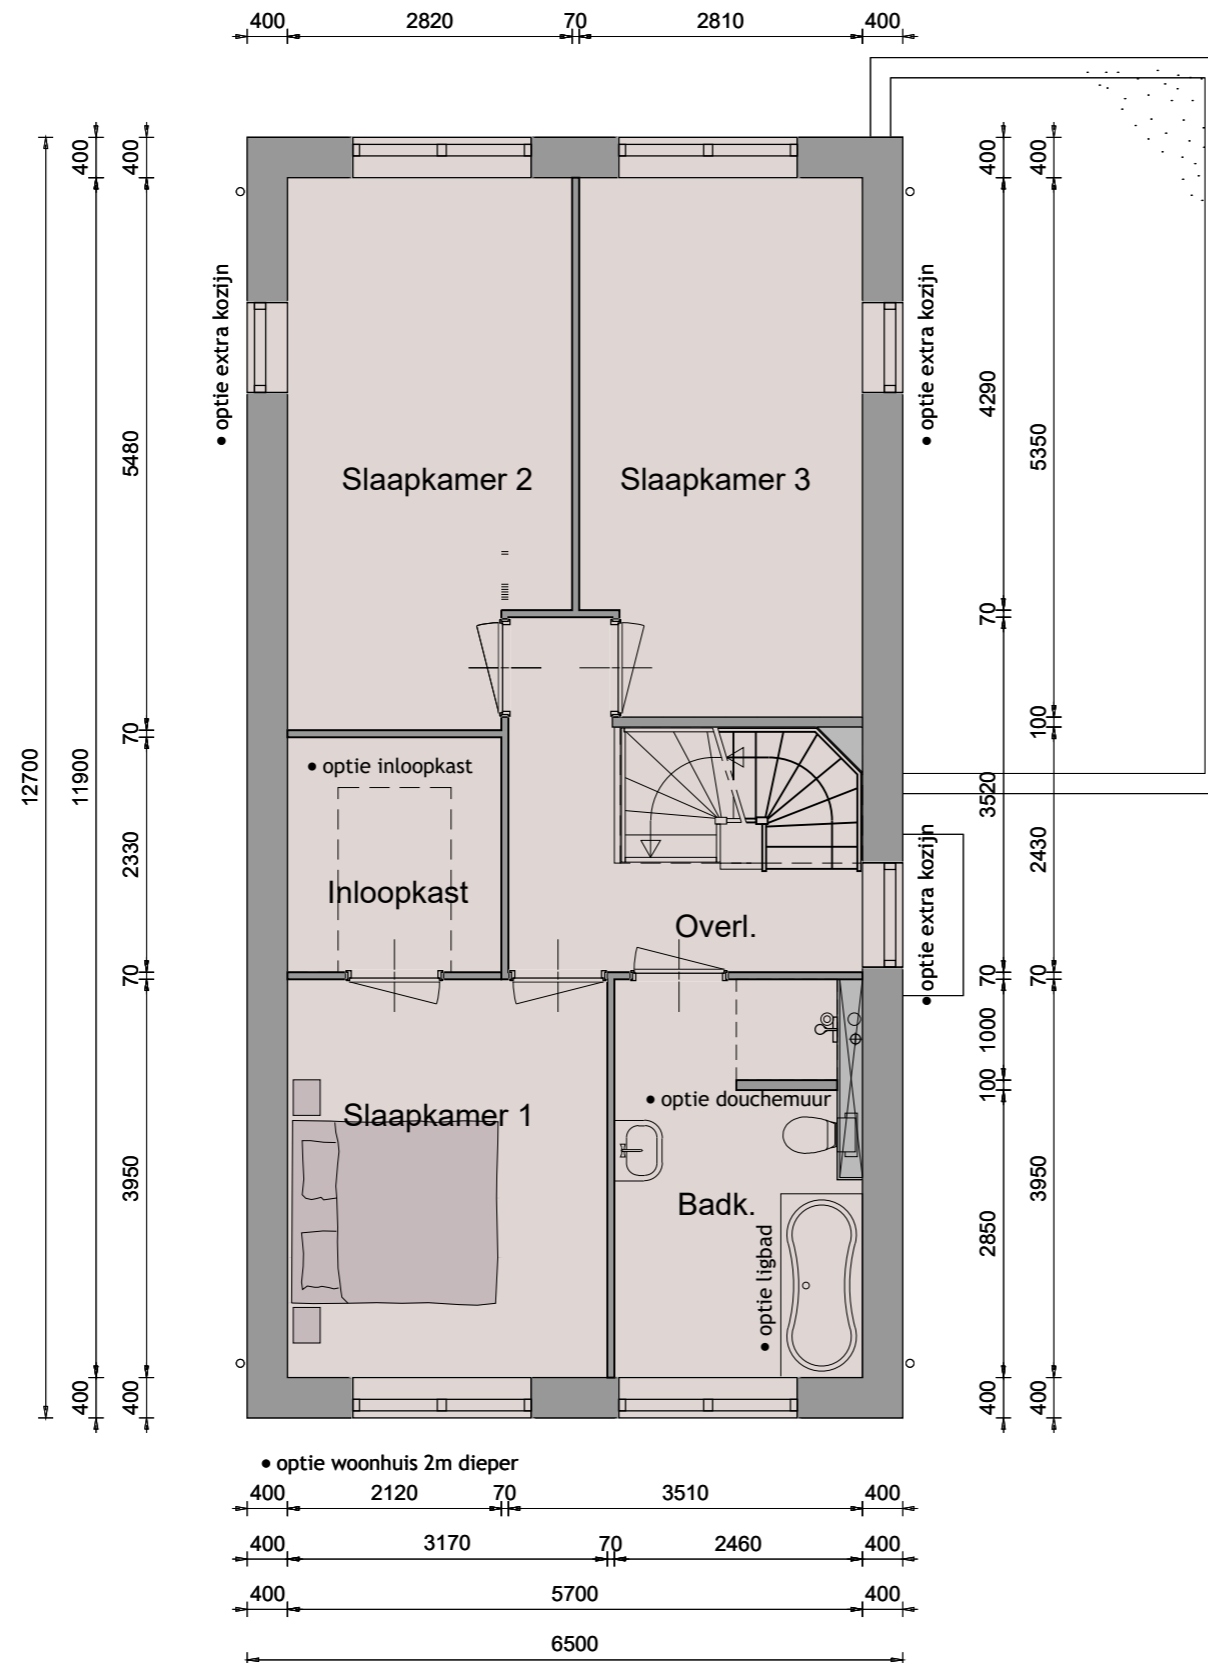 400 2820 70 2810 400
400 400 400 400
• optie extra kozijn
• optie extra kozijn
4290
5480
5350
Slaapkamer 2 Slaapkamer 3
70
70
100
12700
11900
• optie inloopkast
3520
2330
2430
Inloopkast
• optie extra kozijn
Overl.
70
70
70
1000
100
• optie douchemuur
Slaapkamer 1
3950
3950
Badk.
2850
• optie ligbad
400 400 400 400
• optie woonhuis 2m dieper
400 2120 70 3510 400
400 3170 70 2460 400
400 5700 400
6500